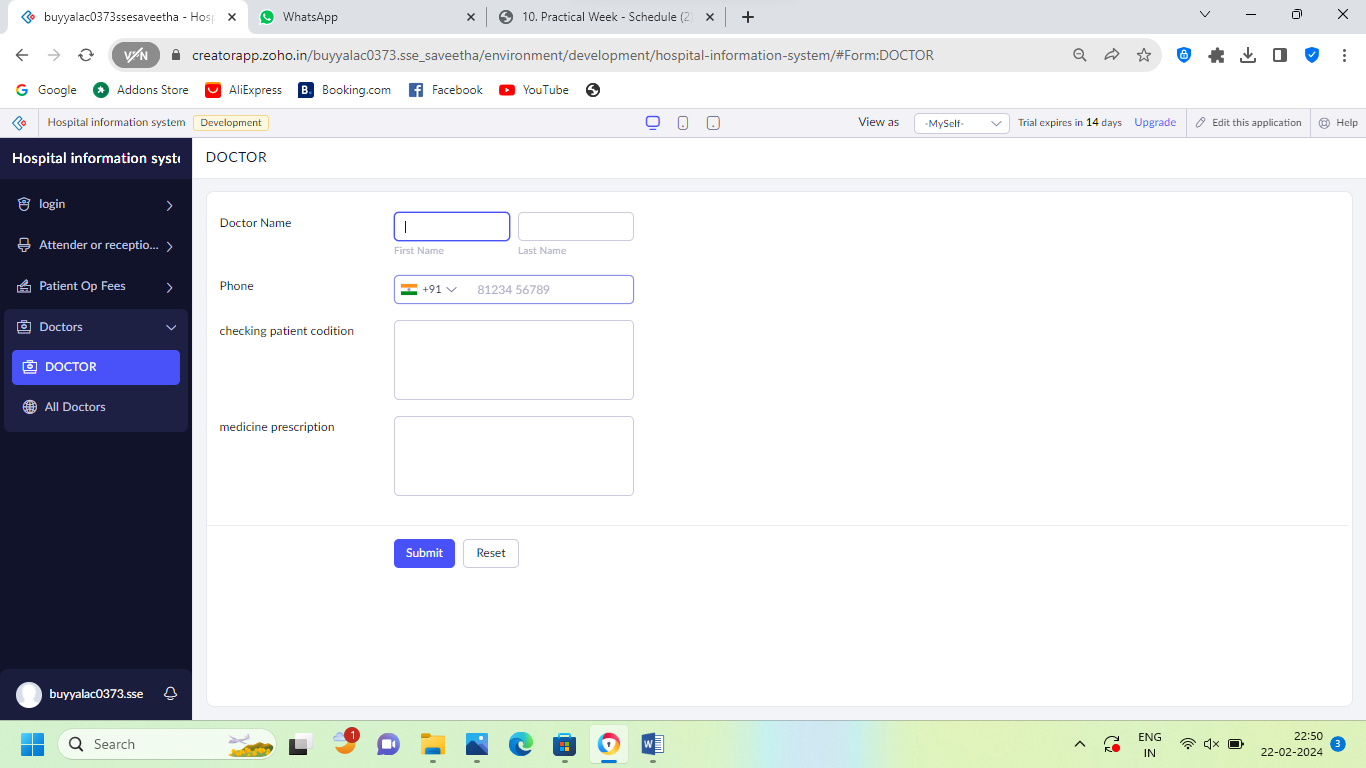 buyyalac0373ssesaveetha - Hosp
WhatsApp
10. Practical Week - Schedule (2)
VPN
creatorapp.zoho.in/buyyalac0373.sse_saveetha/environment/development/hospital-information-system/#Form:DOCTOR
Google
Addons Store
AliExpress
B.
Booking.com
Facebook
YouTube
Hospital information system
Development
View as
-MySelf-
Trial expires in 14 days
Upgrade
Edit this application
Help
Hospital information syste
DOCTOR
login
Attender or receptio...
Patient Op Fees
Doctors
DOCTOR
All Doctors
Doctor Name
First Name
Last Name
Phone
+91
81234 56789
checking patient codition
medicine prescription
Submit
Reset
buyyalac0373.sse
Search
1
W
ENG
IN
22:50
22-02-2024
3